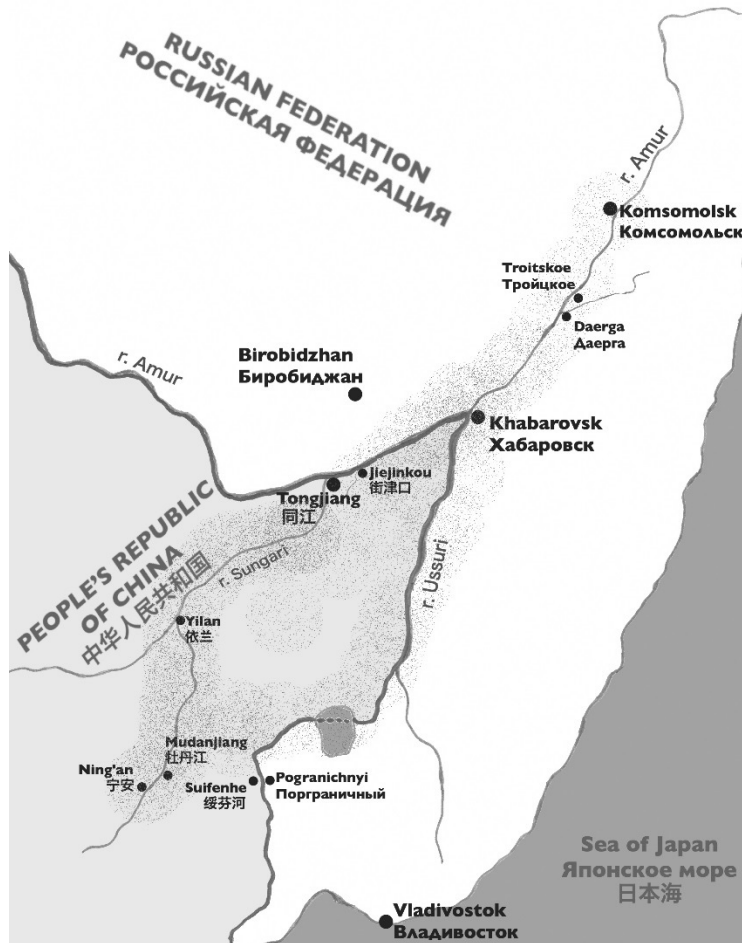 RUSSIAN FEDERATION
РОССИЙСКАЯ ФЕДЕРАЦИЯ
r. Amur
Komsomolsk
Комсомольск
Troitskoe
Тройцкое
Daerga
Даерга
r. Amur
Birobidzhan
Биробиджан
Khabarovsk
Хабаровск
Jiejinkou
街津口
Tongjiang
同江
PEOPLE'S REPUBLIC
OF CHINA
中华人民共和国
r. Sungari
r. Ussuri
Yilan
依兰
Mudanjiang
牡丹江
Ning'an
宁安
Suifenhe
绥芬河
Pogranichnyi
Порграничный
Sea of Japan
Японское море
日本海
Vladivostok
Владивосток